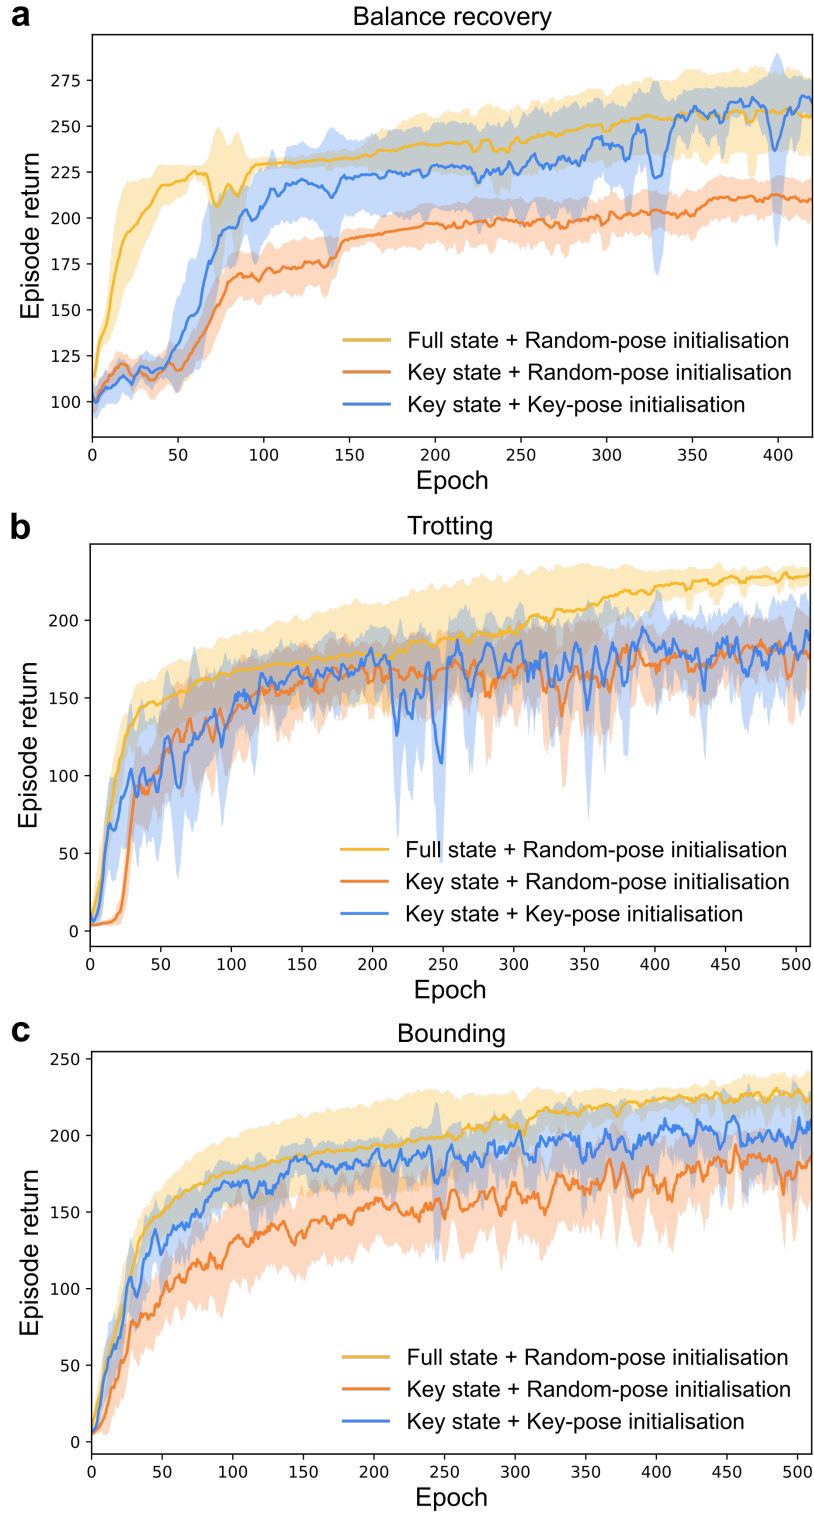 a
Balance recovery
275
250
225
200
175
150
125
100
Episode return
Full state + Random-pose initialisation
Key state + Random-pose initialisation
Key state + Key-pose initialisation
0 50 100 150 200 250 300 350 400
Epoch
b
Trotting
200
150
100
50
0
Episode return
Full state + Random-pose initialisation
Key state + Random-pose initialisation
Key state + Key-pose initialisation
0 50 100 150 200 250 300 350 400 450 500
Epoch
c
Bounding
250
200
150
100
50
0
Episode return
Full state + Random-pose initialisation
Key state + Random-pose initialisation
Key state + Key-pose initialisation
0 50 100 150 200 250 300 350 400 450 500
Epoch